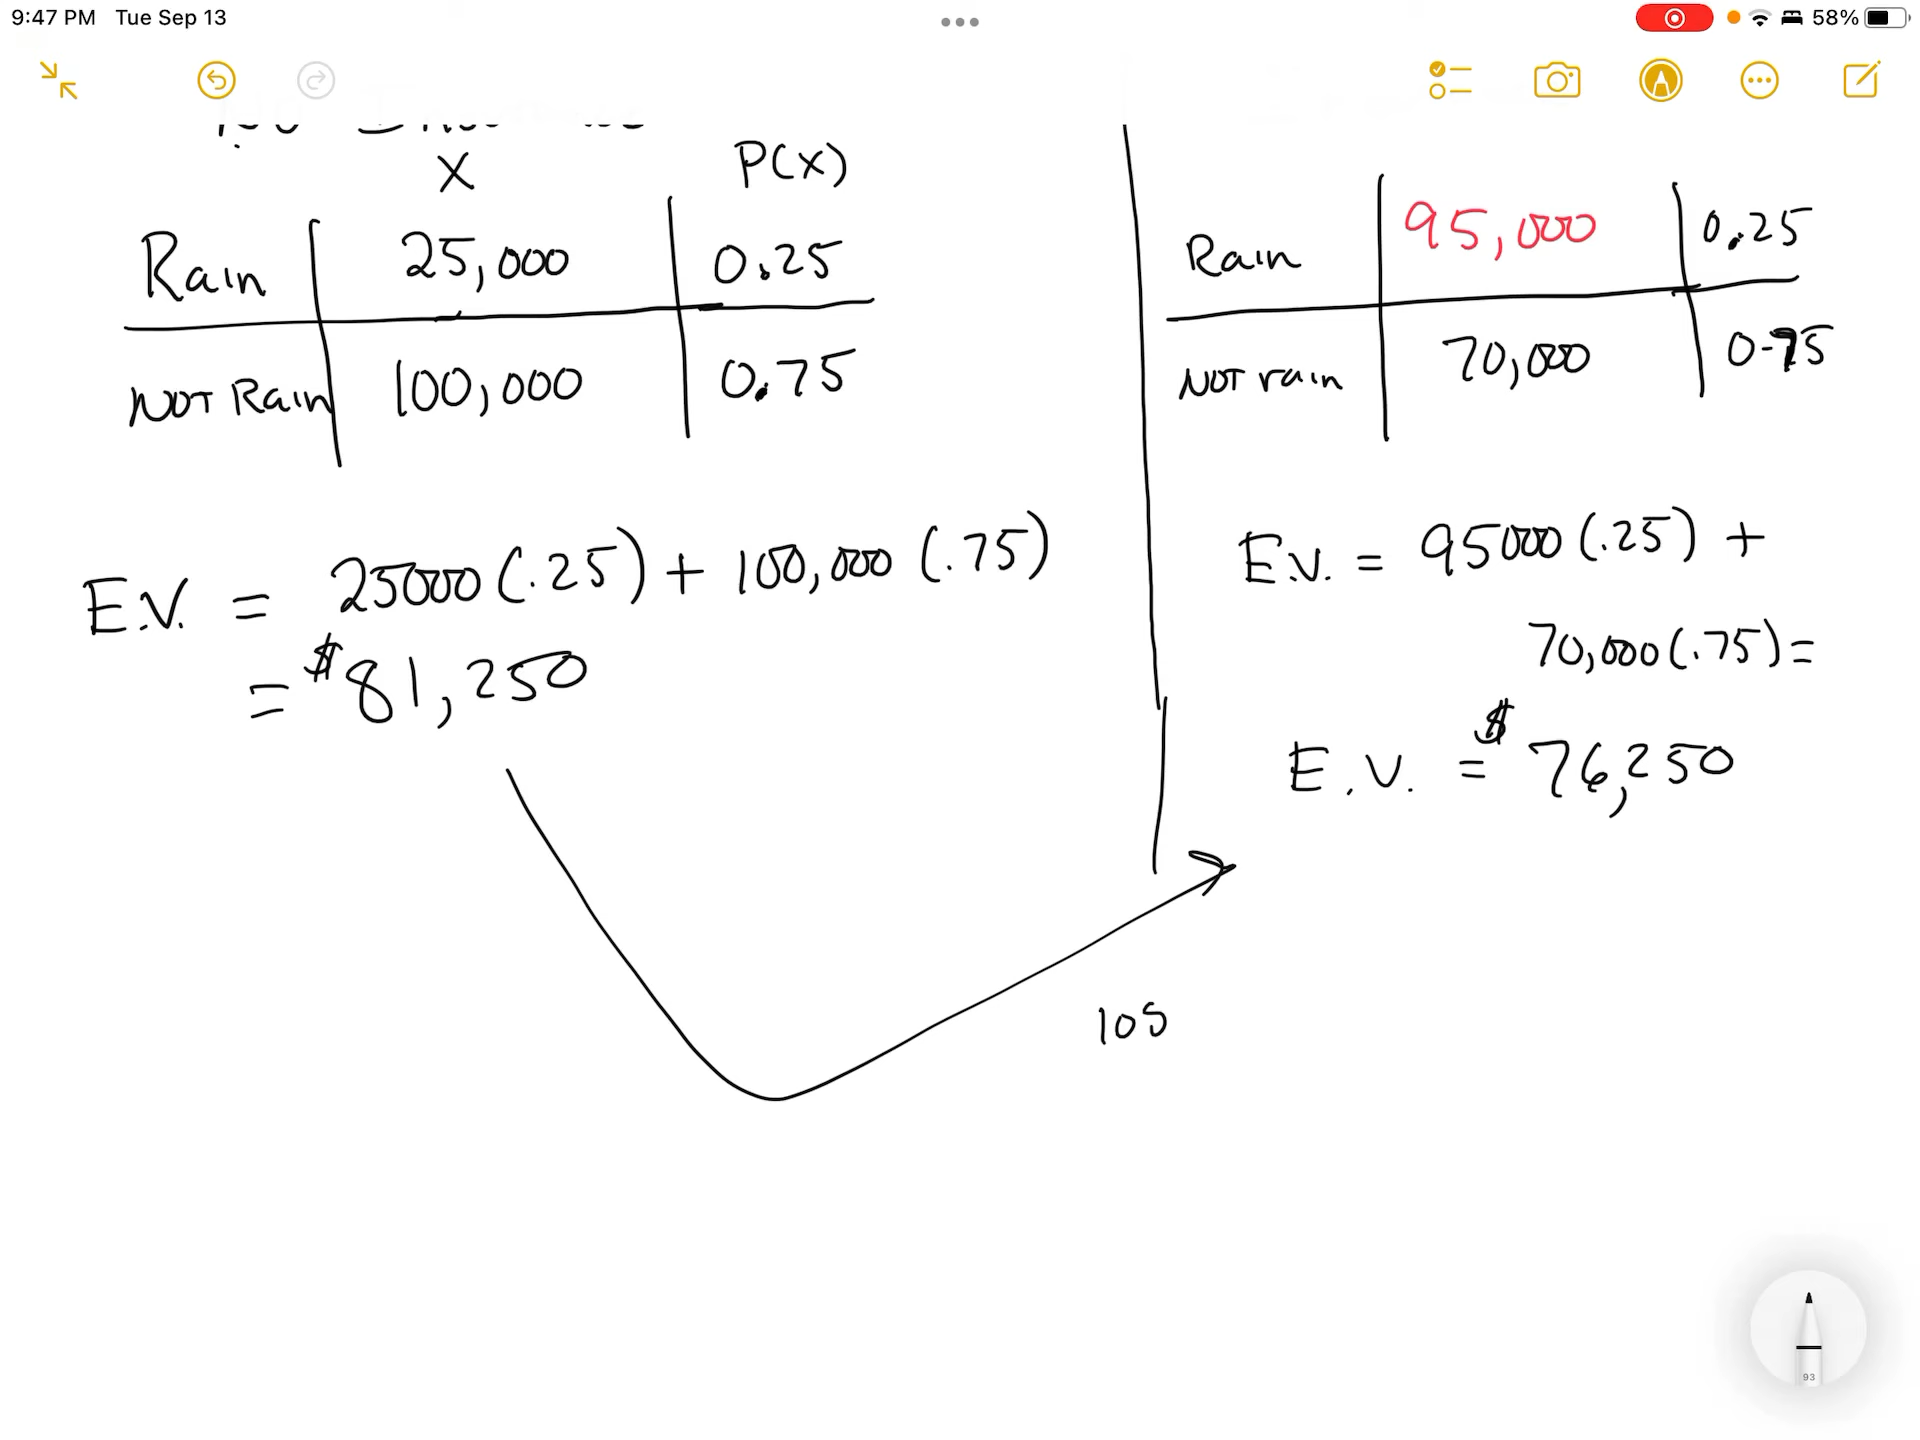 9:47 PM Tue Sep 13
58%
X P(X)
Rain 25,000 0.25
NOT Rain 100,000 0.75
E.V. = 25000(.25) + 100,000(.75)
= $81,250
Rain 95,000 0.25
NOT rain 70,000 0.75
E.V. = 95000(.25) +
70,000(.75) =
E.V. = $76,250
105
93